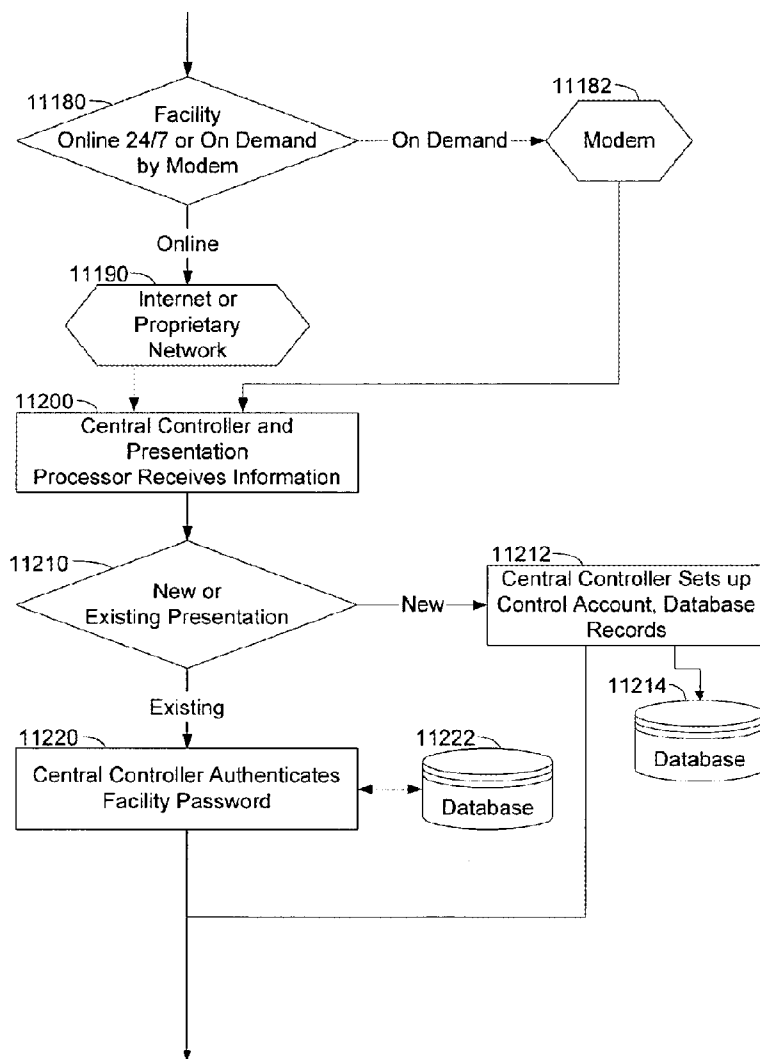 11180
Facility
Online 24/7 or On Demand
by Modem
On Demand
11182
Modem
Online
11190
Internet or
Proprietary
Network
11200
Central Controller and
Presentation
Processor Receives Information
11210
New or
Existing Presentation
New
11212
Central Controller Sets up
Control Account, Database
Records
11214
Database
Existing
11220
Central Controller Authenticates
Facility Password
11222
Database